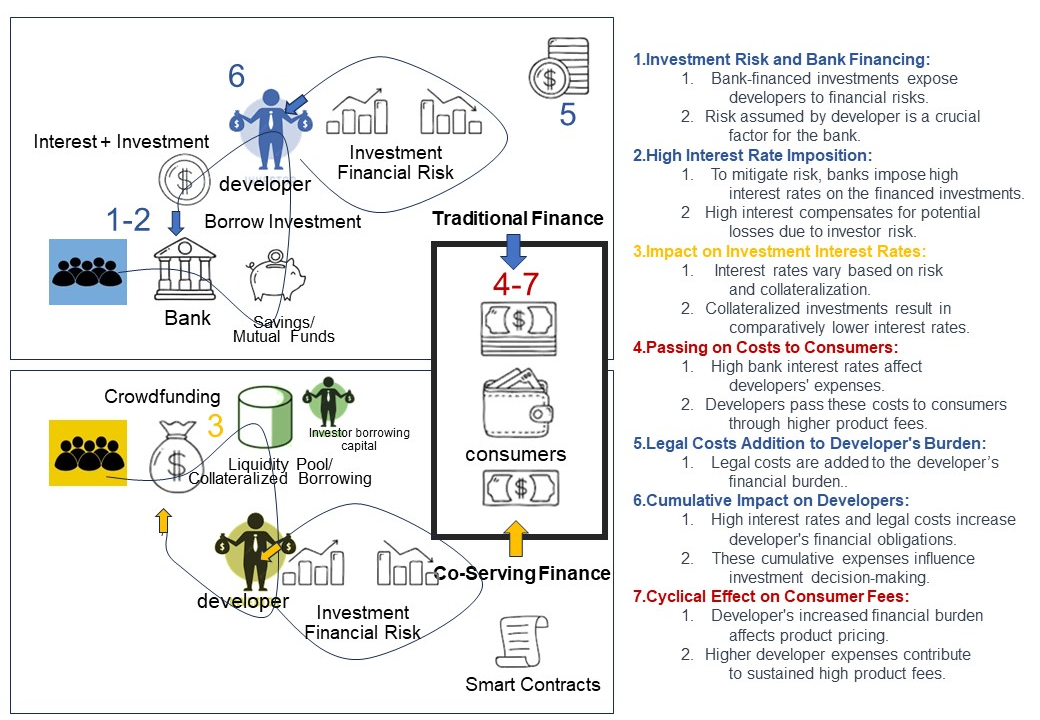 6
5
Interest + Investment
Investment
Financial Risk
developer
1-2
Borrow Investment
Traditional Finance
4-7
Bank
Savings/
Mutual Funds
Crowdfunding
3
Investor borrowing
capital
Liquidity Pool/
Collateralized Borrowing
consumers
developer
Investment
Financial Risk
Co-Serving Finance
Smart Contracts
1.Investment Risk and Bank Financing:
1. Bank-financed investments expose
developers to financial risks.
2. Risk assumed by developer is a crucial
factor for the bank.
2.High Interest Rate Imposition:
1. To mitigate risk, banks impose high
interest rates on the financed investments.
2 High interest compensates for potential
losses due to investor risk.
3.Impact on Investment Interest Rates:
1. Interest rates vary based on risk
and collateralization.
2. Collateralized investments result in
comparatively lower interest rates.
4.Passing on Costs to Consumers:
1. High bank interest rates affect
developers' expenses.
2. Developers pass these costs to consumers
through higher product fees.
5.Legal Costs Addition to Developer's Burden:
1. Legal costs are added to the developer’s
financial burden..
6.Cumulative Impact on Developers:
1. High interest rates and legal costs increase
developer's financial obligations.
2. These cumulative expenses influence
investment decision-making.
7.Cyclical Effect on Consumer Fees:
1. Developer's increased financial burden
affects product pricing.
2. Higher developer expenses contribute
to sustained high product fees.